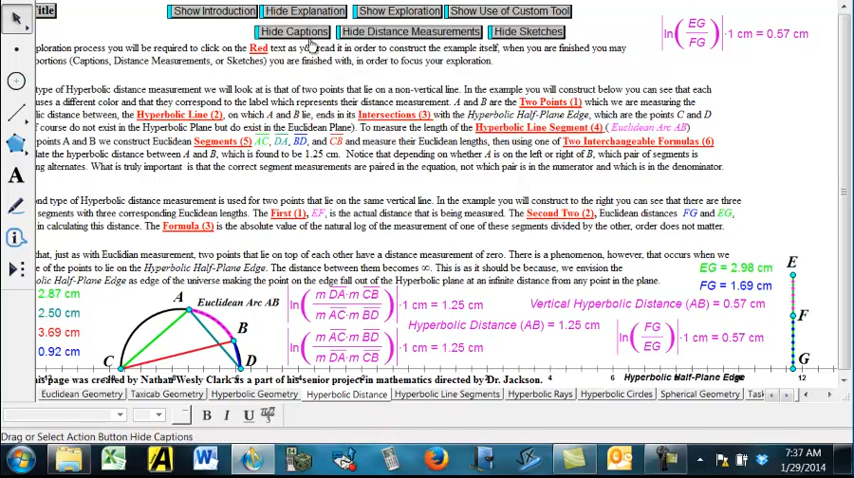 Title
Show Introduction
Hide Explanation
Show Exploration
Show Use of Custom Tool
Hide Captions
Hide Distance Measurements
Hide Sketches
|ln(EG/FG)|·1 cm = 0.57 cm
ploration process you will be required to click on the Red text as you read it in order to construct the example itself, when you are finished you may
portions (Captions, Distance Measurements, or Sketches) you are finished with, in order to focus your exploration.
type of Hyperbolic distance measurement we will look at is that of two points that lie on a non-vertical line. In the example you will construct below you can see that each
uses a different color and that they correspond to the label which represents their distance measurement. A and B are the Two Points (1) which we are measuring the
lic distance between, the Hyperbolic Line (2), on which A and B lie, ends in its Intersections (3) with the Hyperbolic Half-Plane Edge, which are the points C and D
f course do not exist in the Hyperbolic Plane but do exist in the Euclidean Plane). To measure the length of the Hyperbolic Line Segment (4) ( Euclidean Arc AB)
points A and B we construct Euclidean Segments (5) AC, DA, BD, and CB and measure their Euclidean lengths, then using one of Two Interchangeable Formulas (6)
late the hyperbolic distance between A and B, which is found to be 1.25 cm. Notice that depending on whether A is on the left or right of B, which pair of segments is
ng alternates. What is truly important is that the correct segment measurements are paired in the equation, not which pair is in the numerator and which is in the denominator.
ond type of Hyperbolic distance measurement is used for two points that lie on the same vertical line. In the example you will construct to the right you can see that there are three
segments with three corresponding Euclidean lengths. The First (1), EF, is the actual distance that is being measured. The Second Two (2), Euclidean distances FG and EG,
in calculating this distance. The Formula (3) is the absolute value of the natural log of the measurement of one of these segments divided by the other, order does not matter.
that, just as with Euclidian measurement, two points that lie on top of each other have a distance measurement of zero. There is a phenomenon, however, that occurs when we
e of the points to lie on the Hyperbolic Half-Plane Edge. The distance between them becomes ∞. This is as it should be because, we envision the
olic Half-Plane Edge as edge of the universe making the point on the edge fall out of the Hyperbolic Plane at an infinite distance from any point in the plane.
EG = 2.98 cm
FG = 1.69 cm
E
F
G
2.87 cm
2.50 cm
3.69 cm
0.92 cm
A
Euclidean Arc AB
B
C
D
|ln(m DA·m CB / m AC·m BD)|·1 cm = 1.25 cm
|ln(m AC·m BD / m DA·m CB)|·1 cm = 1.25 cm
Vertical Hyperbolic Distance (AB) = 0.57 cm
Hyperbolic Distance (AB) = 1.25 cm
|ln(FG/EG)|·1 cm = 0.57 cm
6
Hyperbolic Half-Plane Edge
12
his page was created by Nathan Wesly Clark is a part of his senior project in mathematics directed by Dr. Jackson.
Euclidean Geometry
Taxicab Geometry
Hyperbolic Geometry
Hyperbolic Distance
Hyperbolic Line Segments
Hyperbolic Rays
Hyperbolic Circles
Spherical Geometry
Task
B I U
Drag or Select Action Button Hide Captions
7:37 AM
1/29/2014